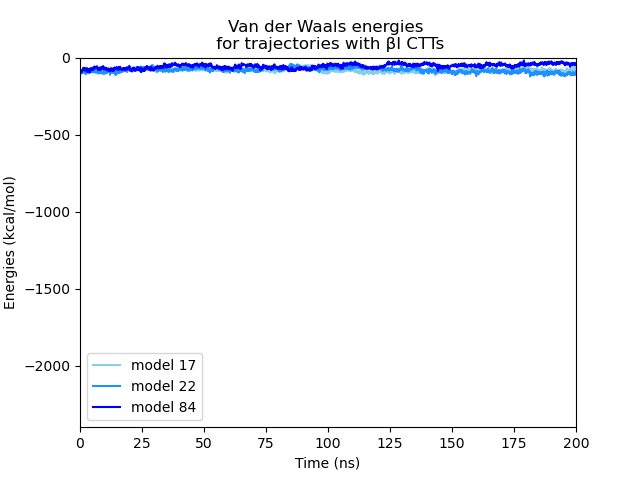 Van der Waals energies
for trajectories with βI CTTs
0
−500
−1000
−1500
−2000
Energies (kcal/mol)
model 17
model 22
model 84
0 25 50 75 100 125 150 175 200
Time (ns)